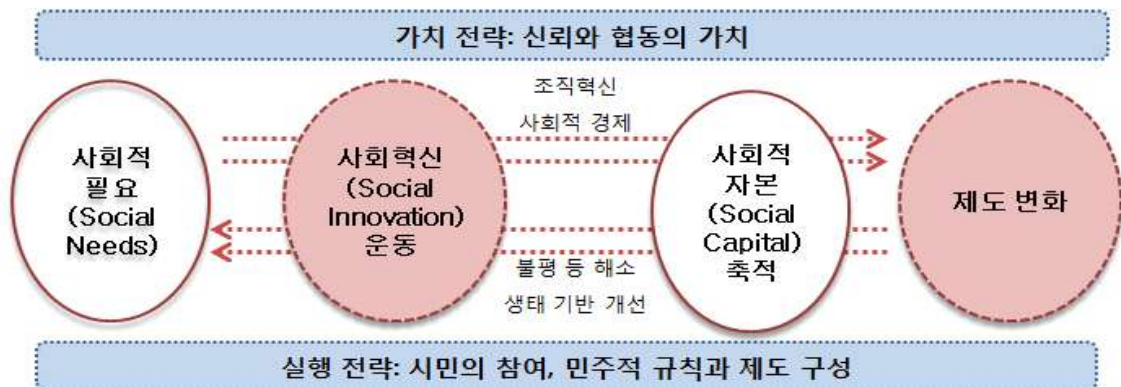 가치 전략: 신뢰와 협동의 가치
조직혁신
사회적 경제
사회적
필요
(Social
Needs)
사회혁신
(Social
Innovation)
운동
사회적
자본
(Social
Capital)
축적
제도 변화
불평 등 해소
생태 기반 개선
실행 전략: 시민의 참여, 민주적 규칙과 제도 구성